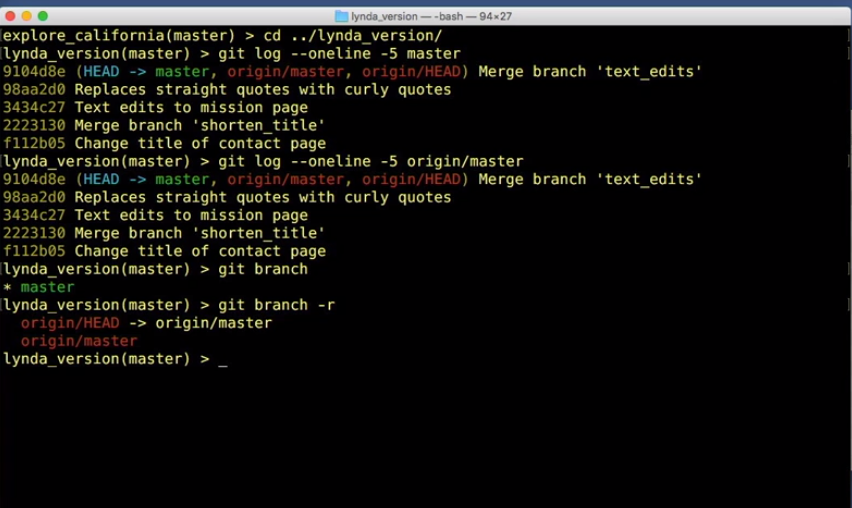 lynda_version — -bash — 94×27
explore_california(master) > cd ../lynda_version/
lynda_version(master) > git log --oneline -5 master
9104d8e (HEAD -> master, origin/master, origin/HEAD) Merge branch 'text_edits'
98aa2d0 Replaces straight quotes with curly quotes
3434c27 Text edits to mission page
2223130 Merge branch 'shorten_title'
f112b05 Change title of contact page
lynda_version(master) > git log --oneline -5 origin/master
9104d8e (HEAD -> master, origin/master, origin/HEAD) Merge branch 'text_edits'
98aa2d0 Replaces straight quotes with curly quotes
3434c27 Text edits to mission page
2223130 Merge branch 'shorten_title'
f112b05 Change title of contact page
lynda_version(master) > git branch
* master
lynda_version(master) > git branch -r
origin/HEAD -> origin/master
origin/master
lynda_version(master) > _